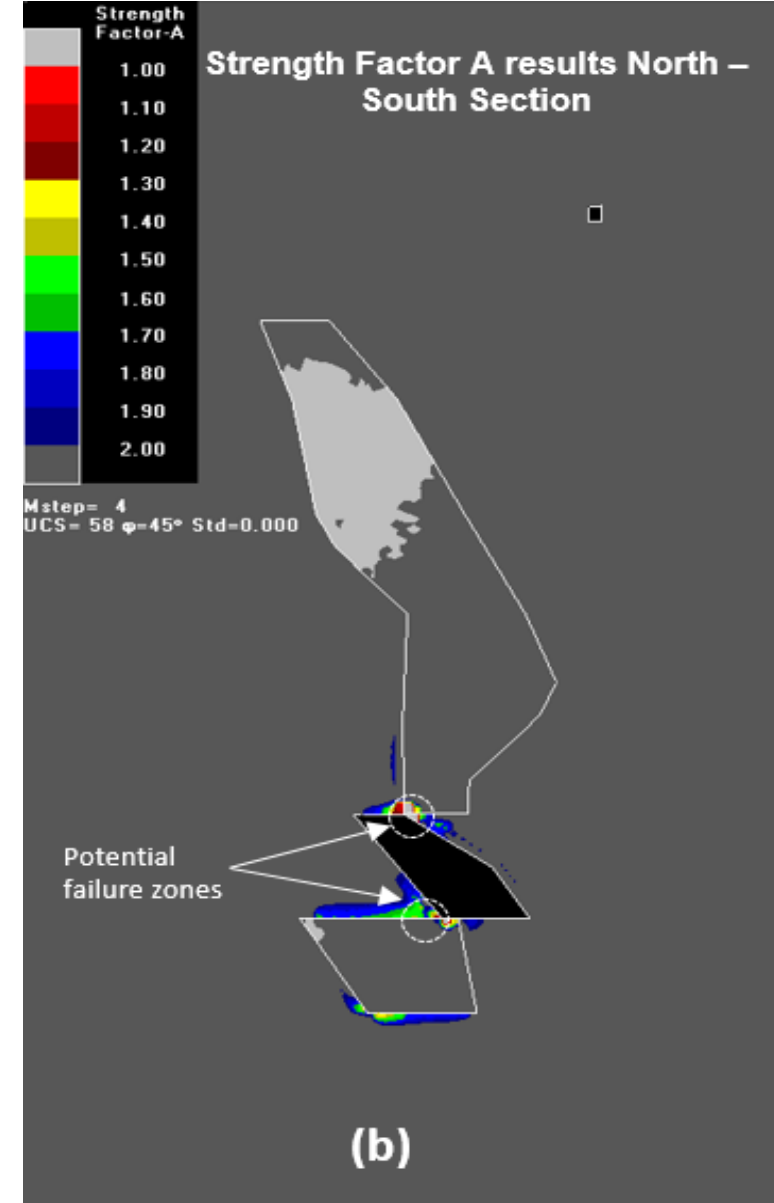 Strength
Factor-A
1.00
1.10
1.20
1.30
1.40
1.50
1.60
1.70
1.80
1.90
2.00
Mstep= 4
UCS= 58 φ=45° Std=0.000
Strength Factor A results North –
South Section
Potential
failure zones
(b)